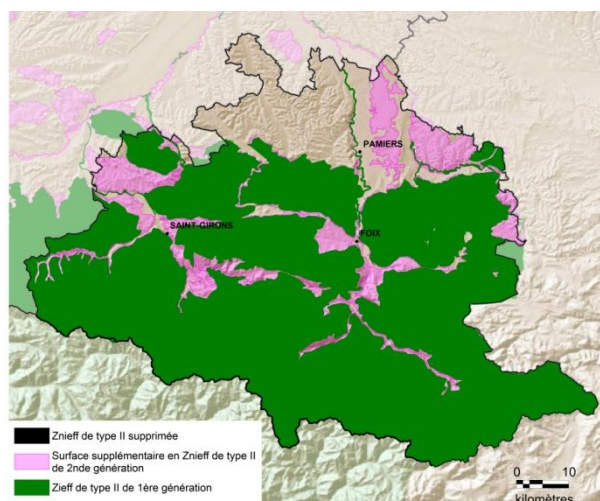 PAMIERS
SAINT-GIRONS
FOIX
Znieff de type II supprimée
Surface supplémentaire en Znieff de type II
de 2nde génération
Zieff de type II de 1ère génération
0 10
kilomètres